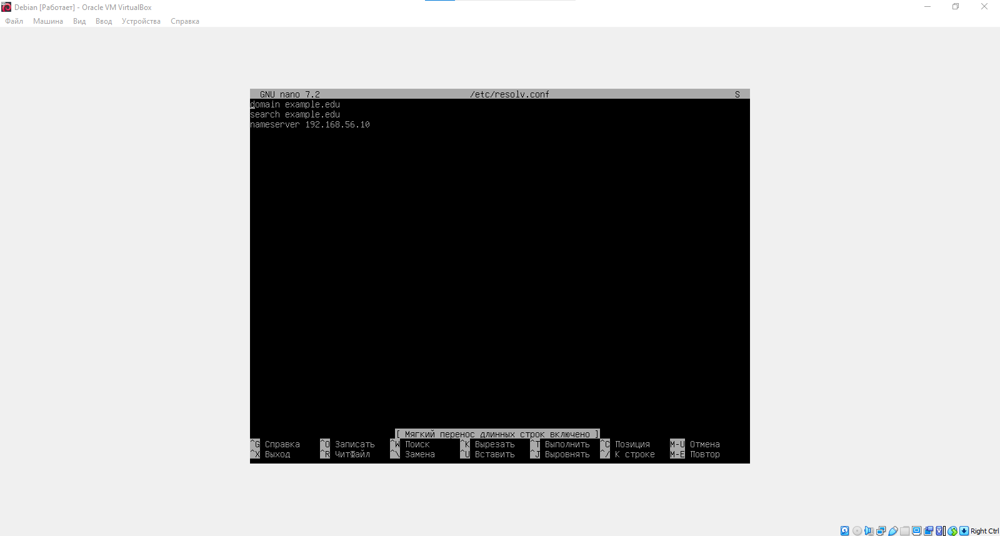 Debian [Работает] - Oracle VM VirtualBox
Файл Машина Вид Ввод Устройства Справка
GNU nano 7.2 /etc/resolv.conf S
domain example.edu
search example.edu
nameserver 192.168.56.10
[ Мягкий перенос длинных строк включено ]
^G Справка ^O Записать ^W Поиск ^K Вырезать ^T Выполнить ^C Позиция M-U Отмена
^X Выход ^R ЧитФайл ^\ Замена ^U Вставить ^J Выровнять ^/ К строке M-E Повтор
Right Ctrl